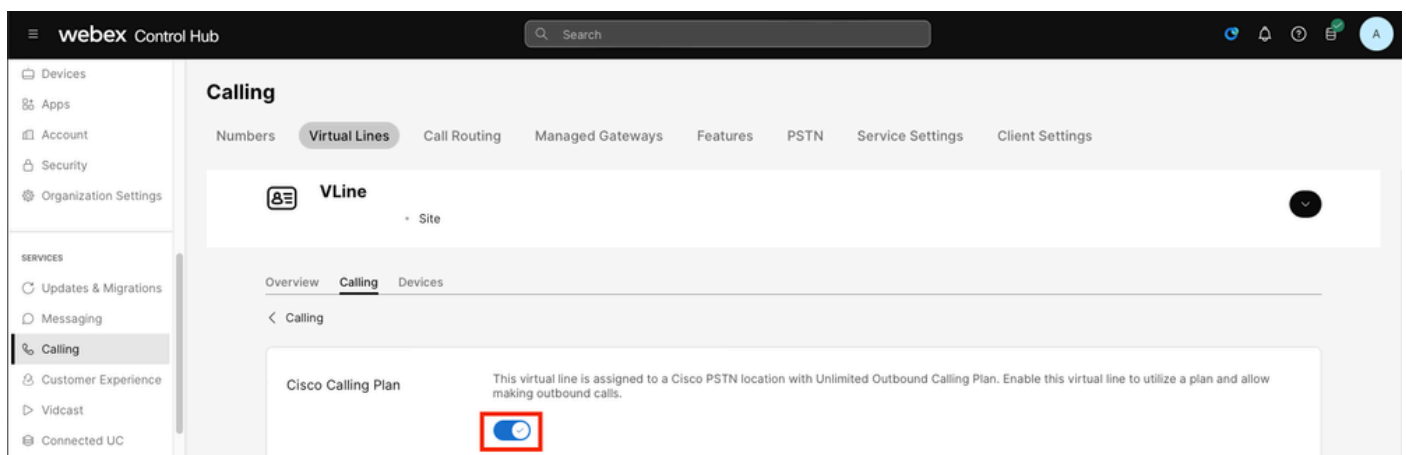 webex Control Hub
Search
A
Devices
Apps
Account
Security
Organization Settings
SERVICES
Updates & Migrations
Messaging
Calling
Customer Experience
Vidcast
Connected UC
Calling
Numbers Virtual Lines Call Routing Managed Gateways Features PSTN Service Settings Client Settings
VLine
• Site
Overview Calling Devices
< Calling
Cisco Calling Plan
This virtual line is assigned to a Cisco PSTN location with Unlimited Outbound Calling Plan. Enable this virtual line to utilize a plan and allow
making outbound calls.